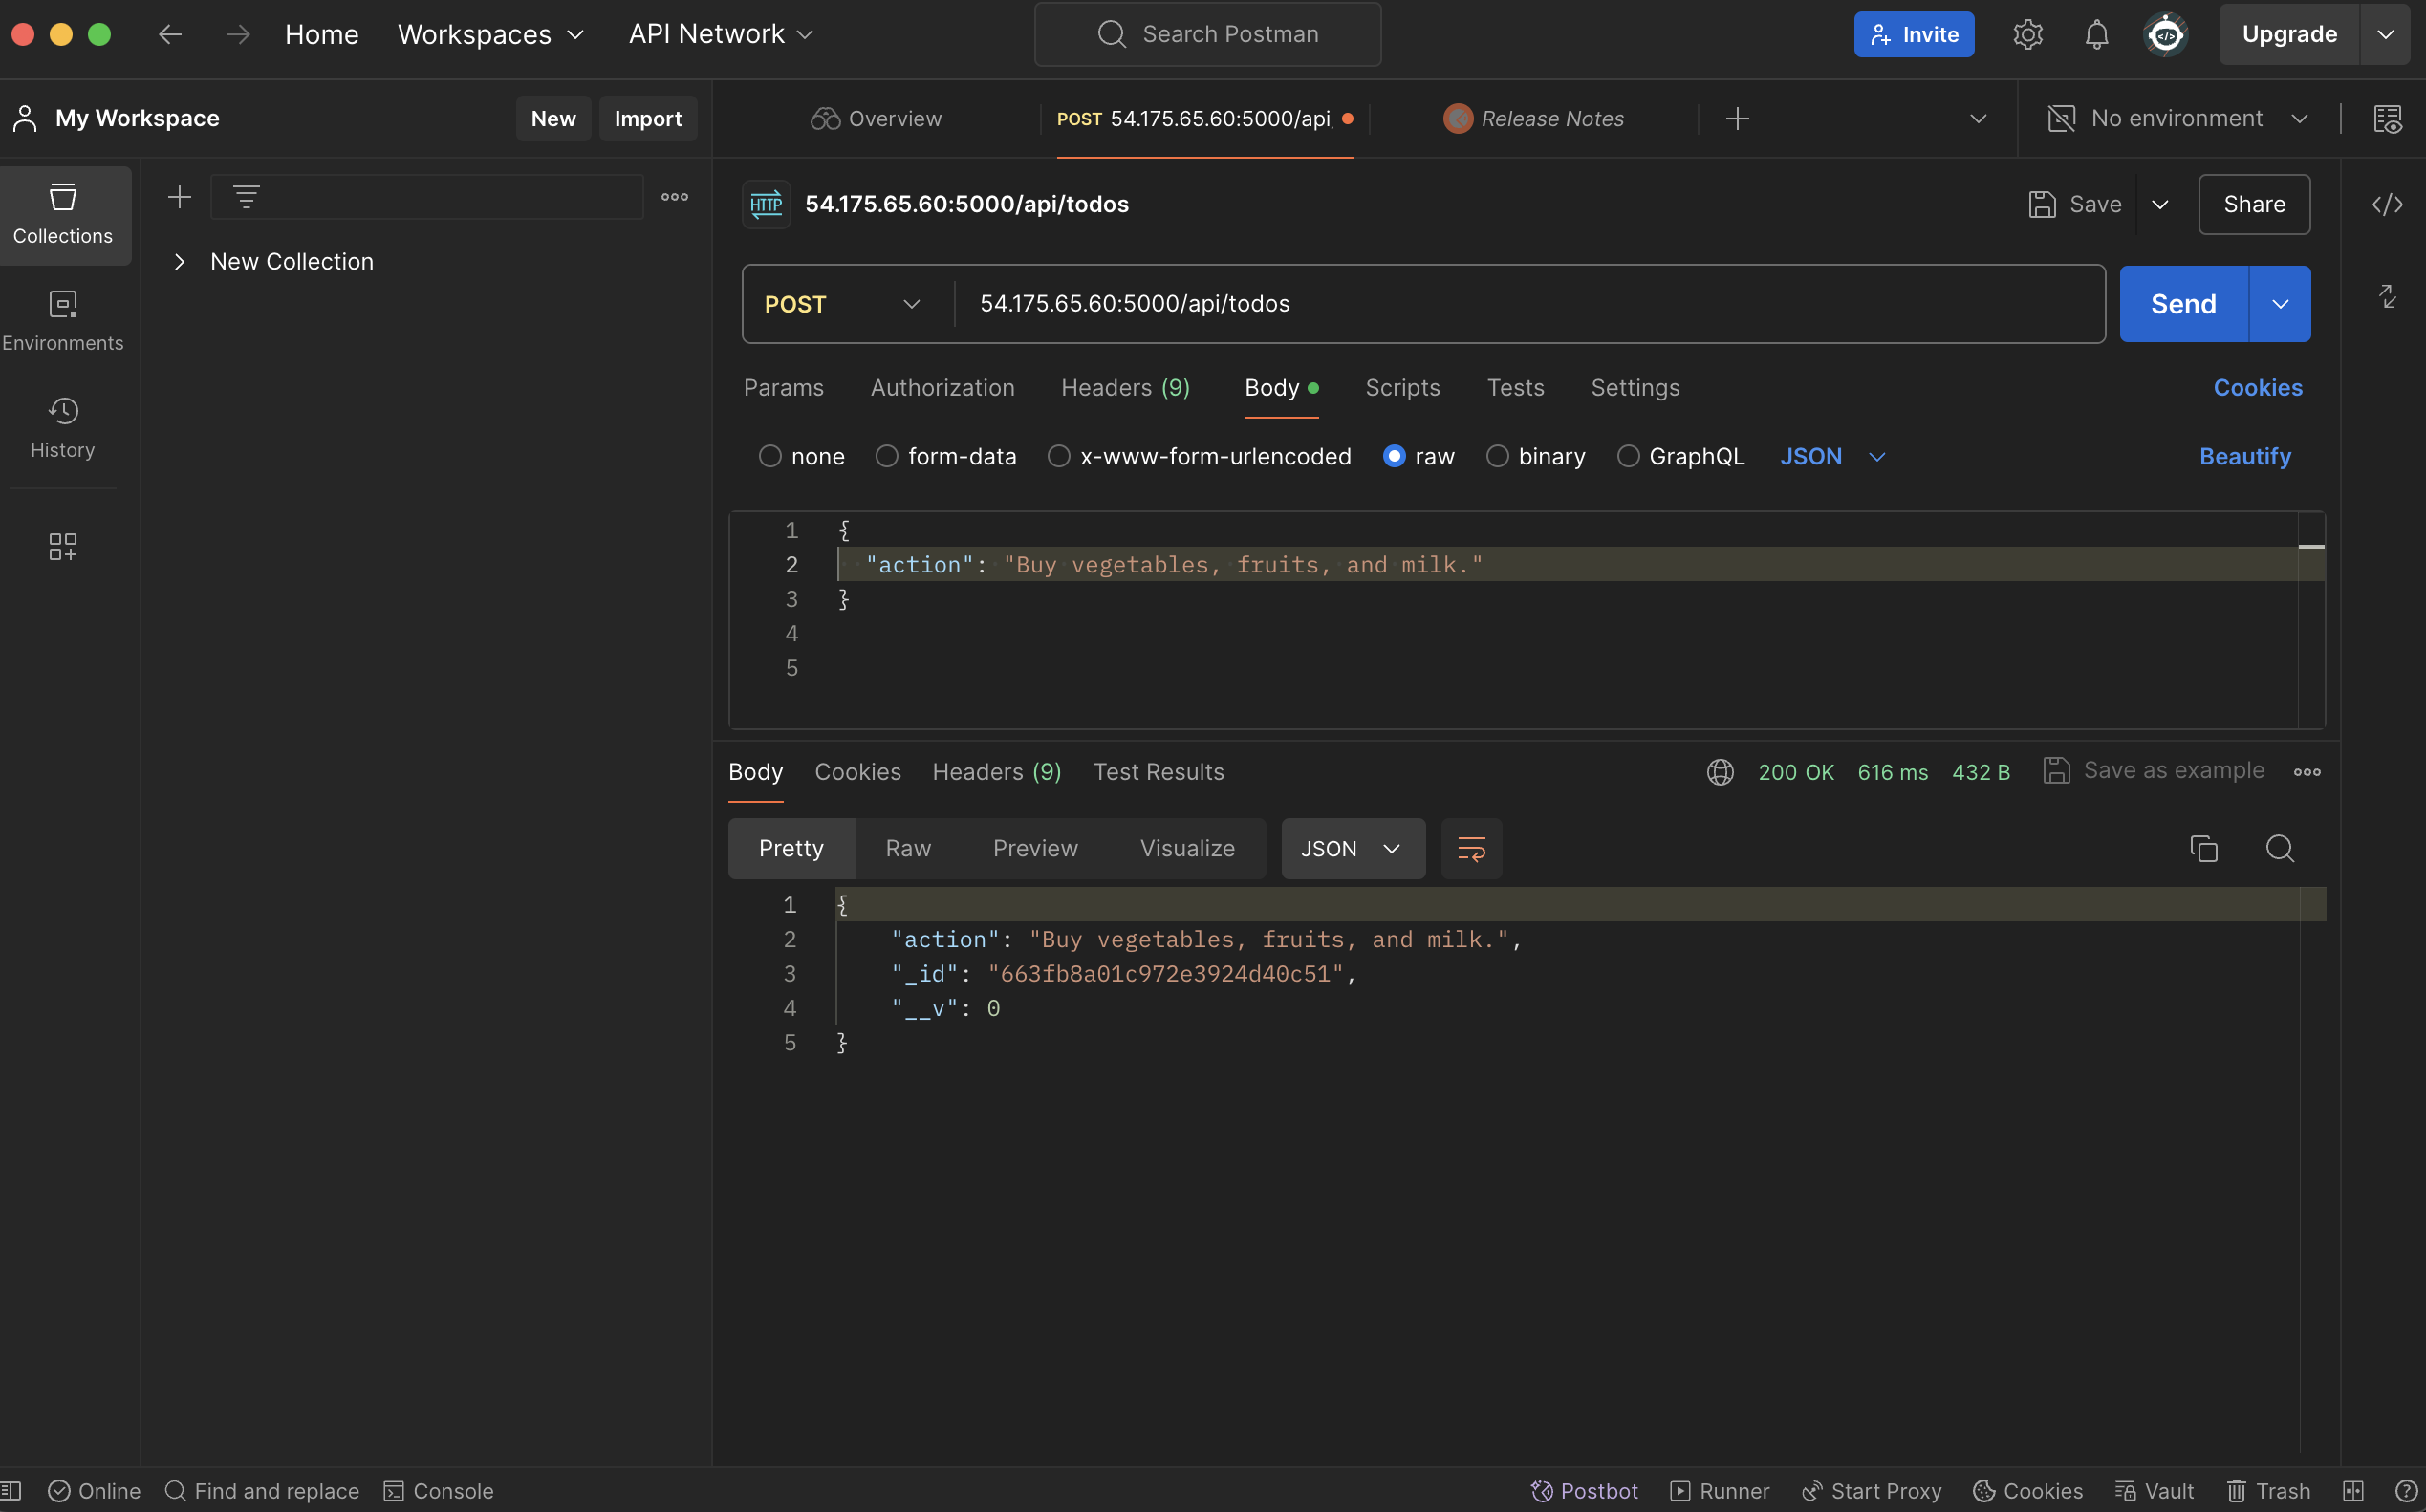 Home Workspaces API Network Search Postman Invite Upgrade
My Workspace New Import Overview POST 54.175.65.60:5000/api, Release Notes No environment
Collections
Environments
History
New Collection
HTTP 54.175.65.60:5000/api/todos Save Share
POST 54.175.65.60:5000/api/todos Send
Params Authorization Headers (9) Body Scripts Tests Settings Cookies
none form-data x-www-form-urlencoded raw binary GraphQL JSON Beautify
1 {
2 "action": "Buy vegetables, fruits, and milk."
3 }
4
5
Body Cookies Headers (9) Test Results 200 OK 616 ms 432 B Save as example
Pretty Raw Preview Visualize JSON
1 {
2 "action": "Buy vegetables, fruits, and milk.",
3 "_id": "663fb8a01c972e3924d40c51",
4 "__v": 0
5 }
Online Find and replace Console Postbot Runner Start Proxy Cookies Vault Trash